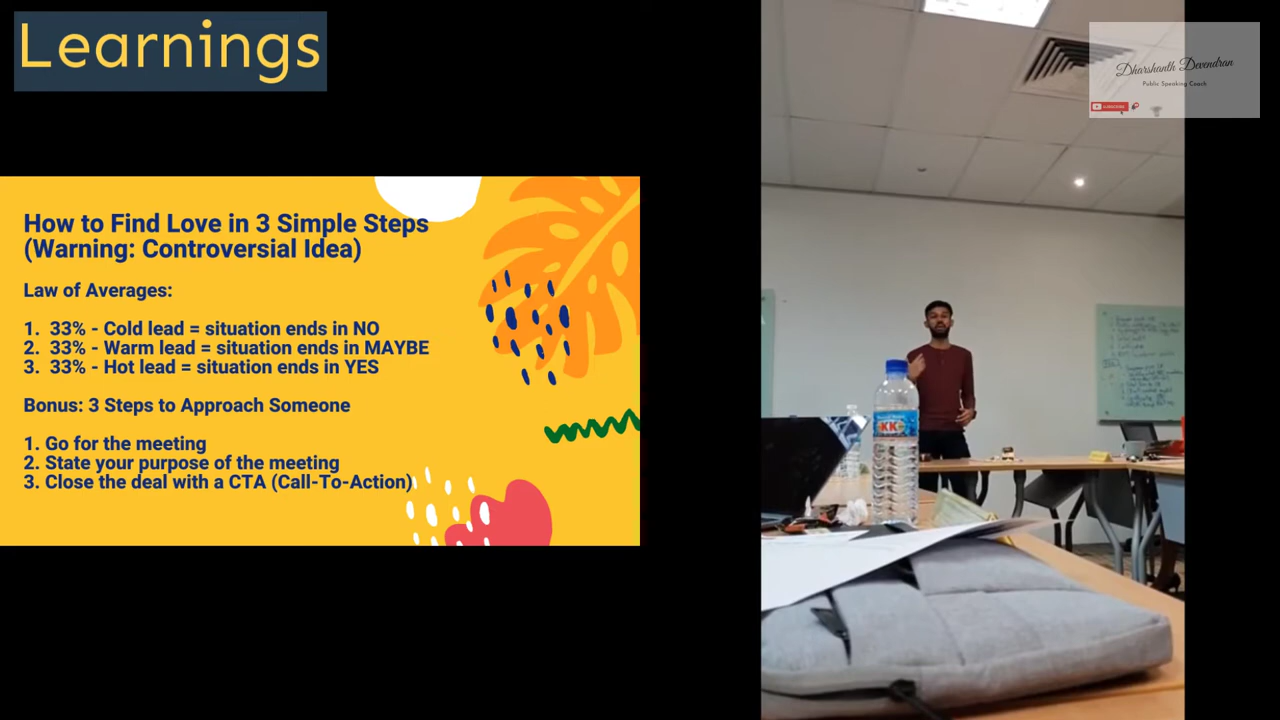 Learnings
Dharshanth Devendran
Public Speaking Coach
How to Find Love in 3 Simple Steps
(Warning: Controversial Idea)
Law of Averages:
1. 33% - Cold lead = situation ends in NO
2. 33% - Warm lead = situation ends in MAYBE
3. 33% - Hot lead = situation ends in YES
Bonus: 3 Steps to Approach Someone
1. Go for the meeting
2. State your purpose of the meeting
3. Close the deal with a CTA (Call-To-Action)
KK